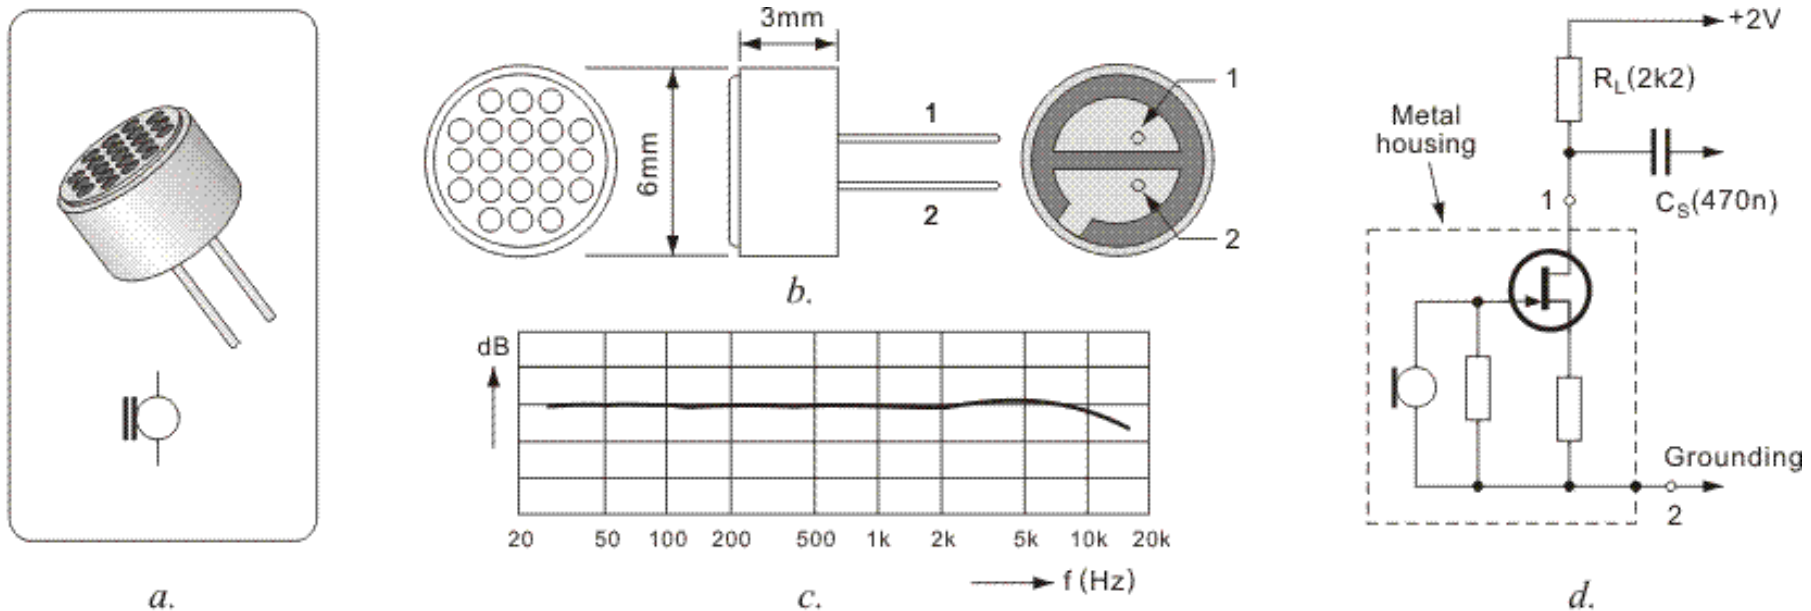 a.
3mm
6mm
1
2
1
2
b.
dB
20 50 100 200 500 1k 2k 5k 10k 20k
f (Hz)
c.
+2V
RL(2k2)
Metal
housing
1
CS(470n)
Grounding
2
d.